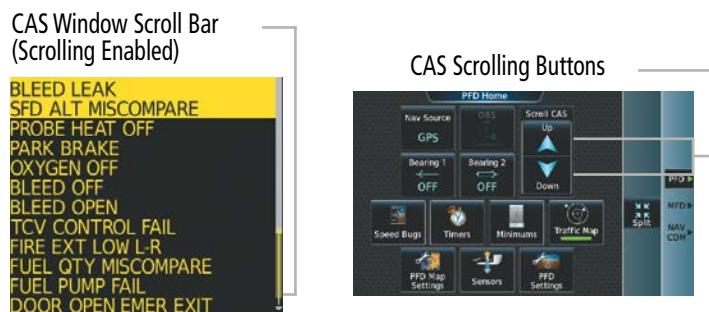 CAS Window Scroll Bar
(Scrolling Enabled)
BLEED LEAK
SFD ALT MISCOMPARE
PROBE HEAT OFF
PARK BRAKE
OXYGEN OFF
BLEED OFF
BLEED OPEN
TCV CONTROL FAIL
FIRE EXT LOW L-R
FUEL QTY MISCOMPARE
FUEL PUMP FAIL
DOOR OPEN EMER EXIT
CAS Scrolling Buttons
PFD Home
Nav Source
GPS
OBS
Scroll CAS
Up
Down
Bearing 1
OFF
Bearing 2
OFF
Speed Bugs
Timers
Minimums
Traffic Map
PFD Map
Settings
Sensors
PFD
Settings
Split
PFD
MFD
NAV
COM